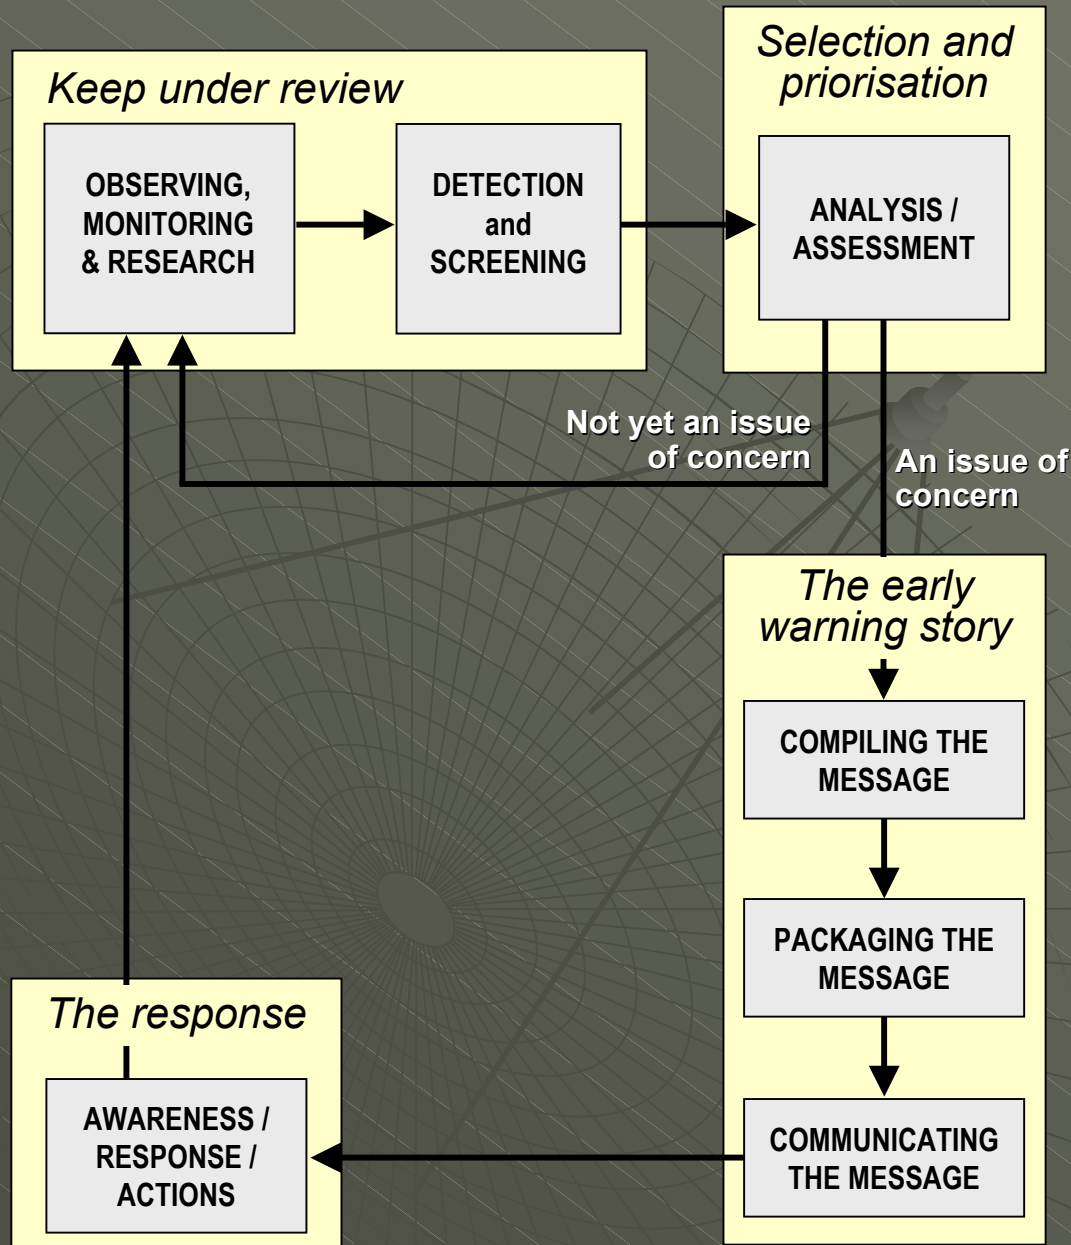 Keep under review
OBSERVING,
MONITORING
& RESEARCH
DETECTION
and
SCREENING
Selection and
priorisation
ANALYSIS /
ASSESSMENT
Not yet an issue
of concern
An issue of
concern
The early
warning story
COMPILING THE
MESSAGE
PACKAGING THE
MESSAGE
COMMUNICATING
THE MESSAGE
The response
AWARENESS /
RESPONSE /
ACTIONS